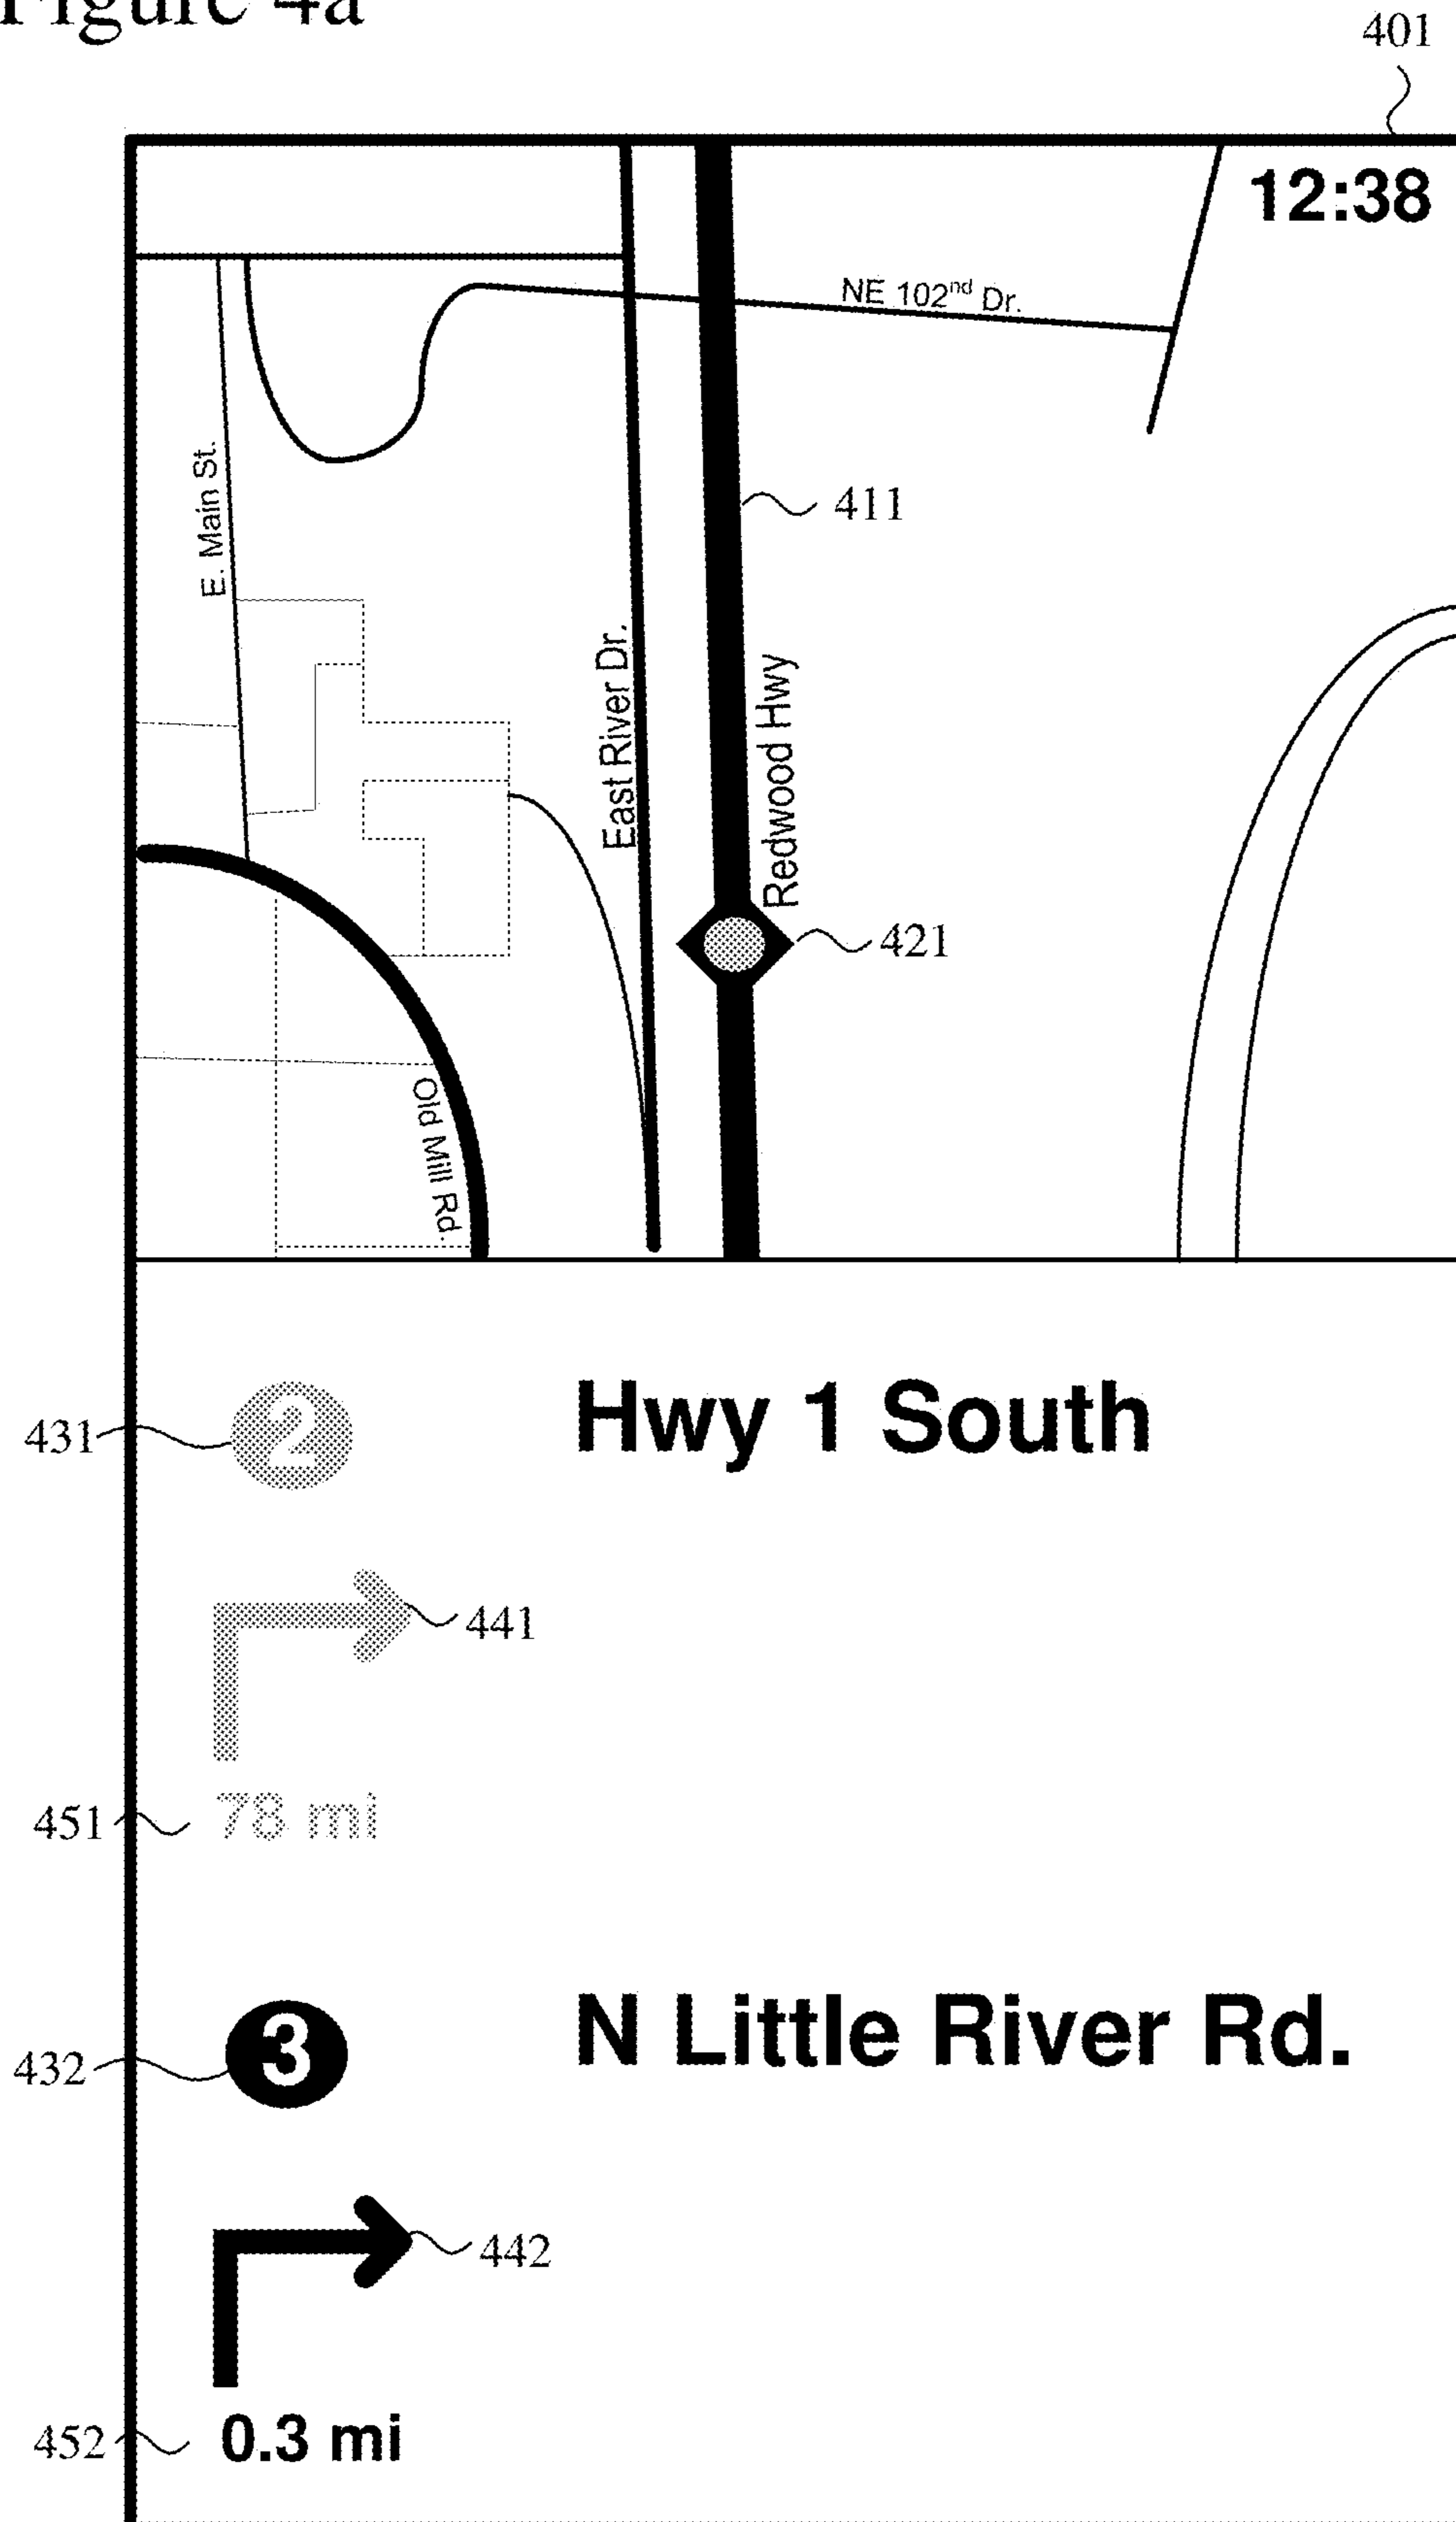 Figure 4a
401
12:38
NE 102nd Dr.
E. Main St.
411
East River Dr.
Redwood Hwy
421
Old Mill Rd.
431
2
Hwy 1 South
441
451
78 mi
432
3
N Little River Rd.
442
452
0.3 mi